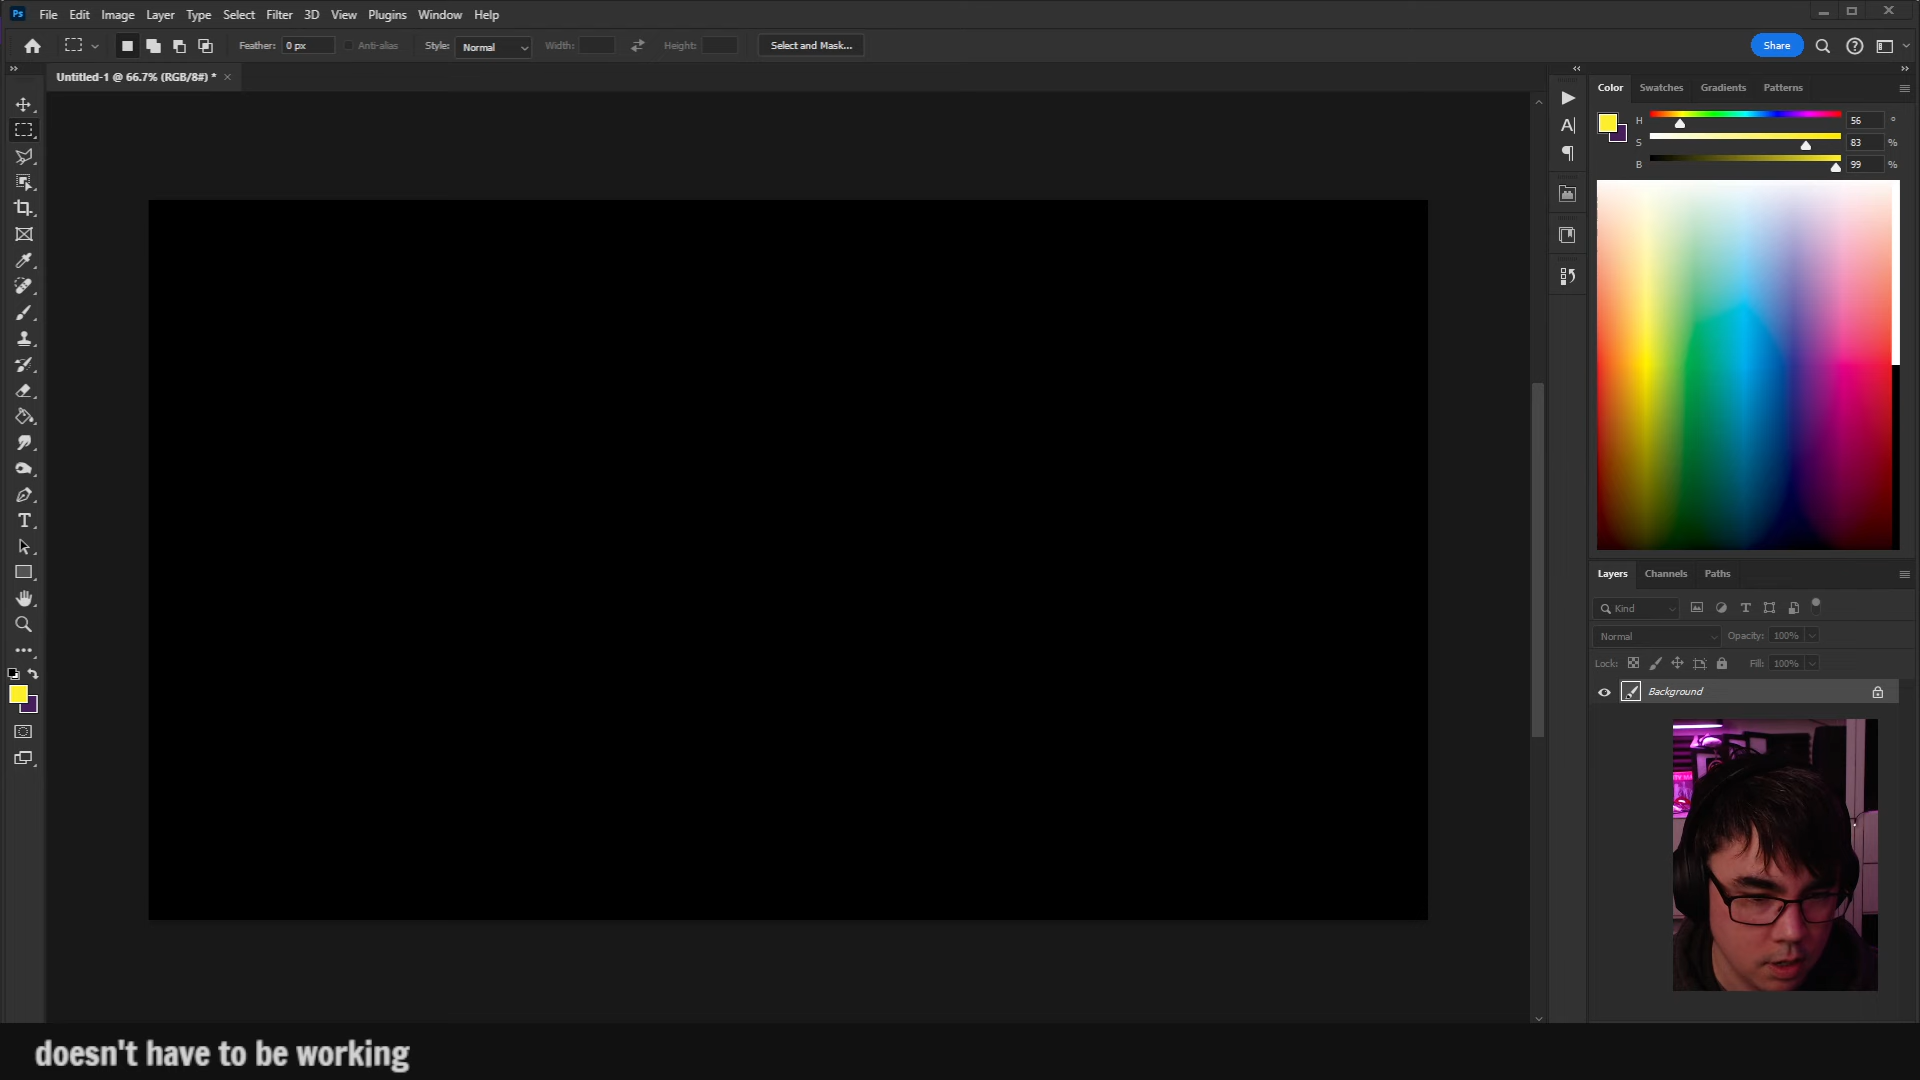 Ps File Edit Image Layer Type Select Filter 3D View Plugins Window Help
Feather: 0 px Anti-alias Style: Normal Width: Height: Select and Mask... Share
Untitled-1 @ 66.7% (RGB/8#) *
Color Swatches Gradients Patterns
H 56 °
S 83 %
B 99 %
Layers Channels Paths
Kind
Normal Opacity: 100%
Lock: Fill: 100%
Background
doesn't have to be working